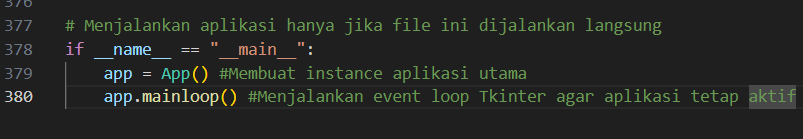 376
377 # Menjalankan aplikasi hanya jika file ini dijalankan langsung
378 if __name__ == "__main__":
379 app = App() #Membuat instance aplikasi utama
380 app.mainloop() #Menjalankan event loop Tkinter agar aplikasi tetap aktif